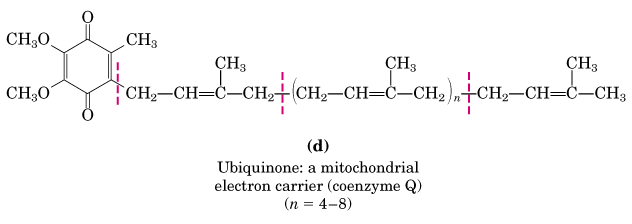 O
CH₃O CH₃ CH₃ CH₃ CH₃
CH₃O CH₂—CH=C—CH₂—(CH₂—CH=C—CH₂)ₙ—CH₂—CH=C—CH₃
O
(d)
Ubiquinone: a mitochondrial
electron carrier (coenzyme Q)
(n = 4–8)